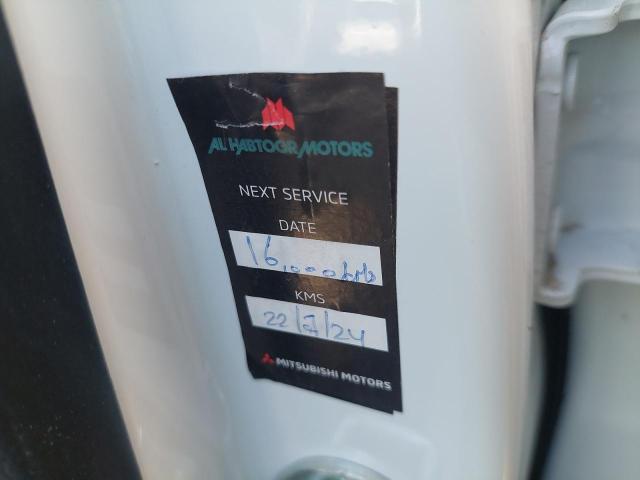 AL HABTOOR MOTORS
NEXT SERVICE
DATE
16,000km
KMS
22/7/24
MITSUBISHI MOTORS